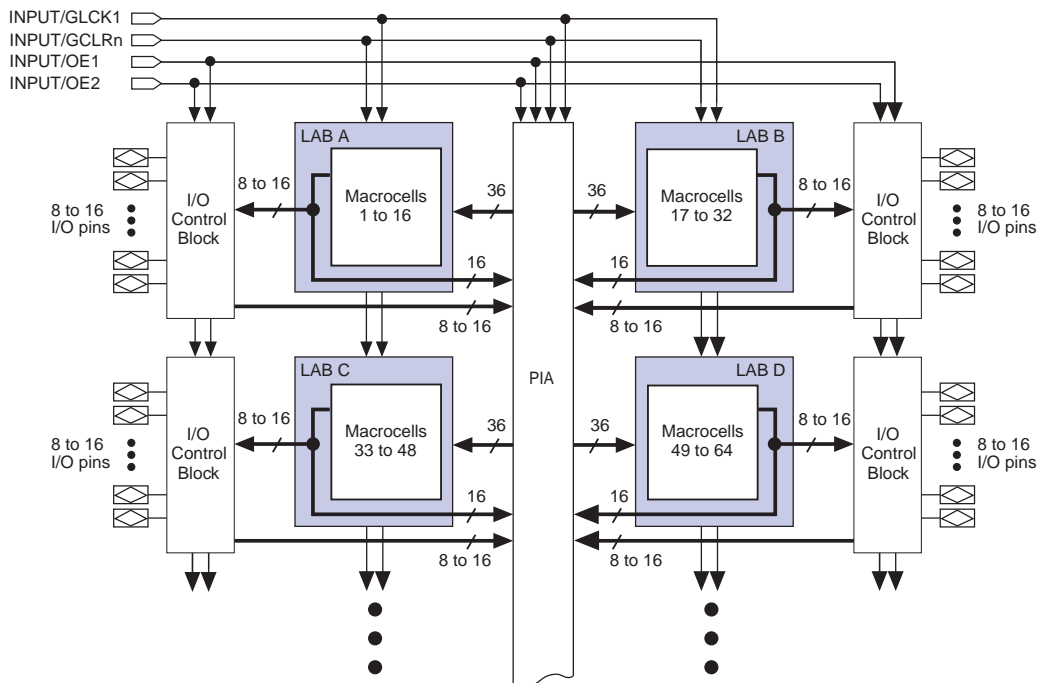 INPUT/GLCK1
INPUT/GCLRn
INPUT/OE1
INPUT/OE2
LAB A
LAB B
8 to 16
I/O pins
I/O
Control
Block
8 to 16
Macrocells
1 to 16
36
36
Macrocells
17 to 32
8 to 16
I/O
Control
Block
8 to 16
I/O pins
16
16
8 to 16
8 to 16
PIA
LAB C
LAB D
8 to 16
I/O pins
I/O
Control
Block
8 to 16
Macrocells
33 to 48
36
36
Macrocells
49 to 64
8 to 16
I/O
Control
Block
8 to 16
I/O pins
16
16
8 to 16
8 to 16